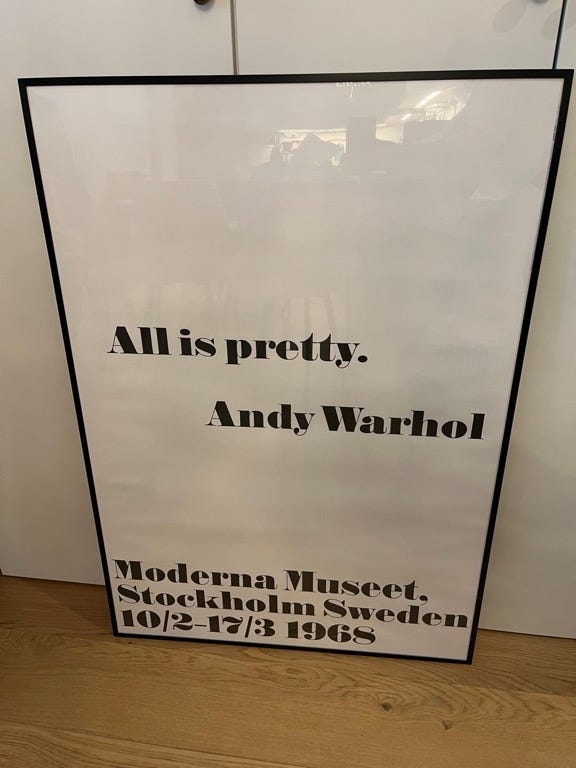 All is pretty.
Andy Warhol
Moderna Museet,
Stockholm Sweden
10/2–17/3 1968